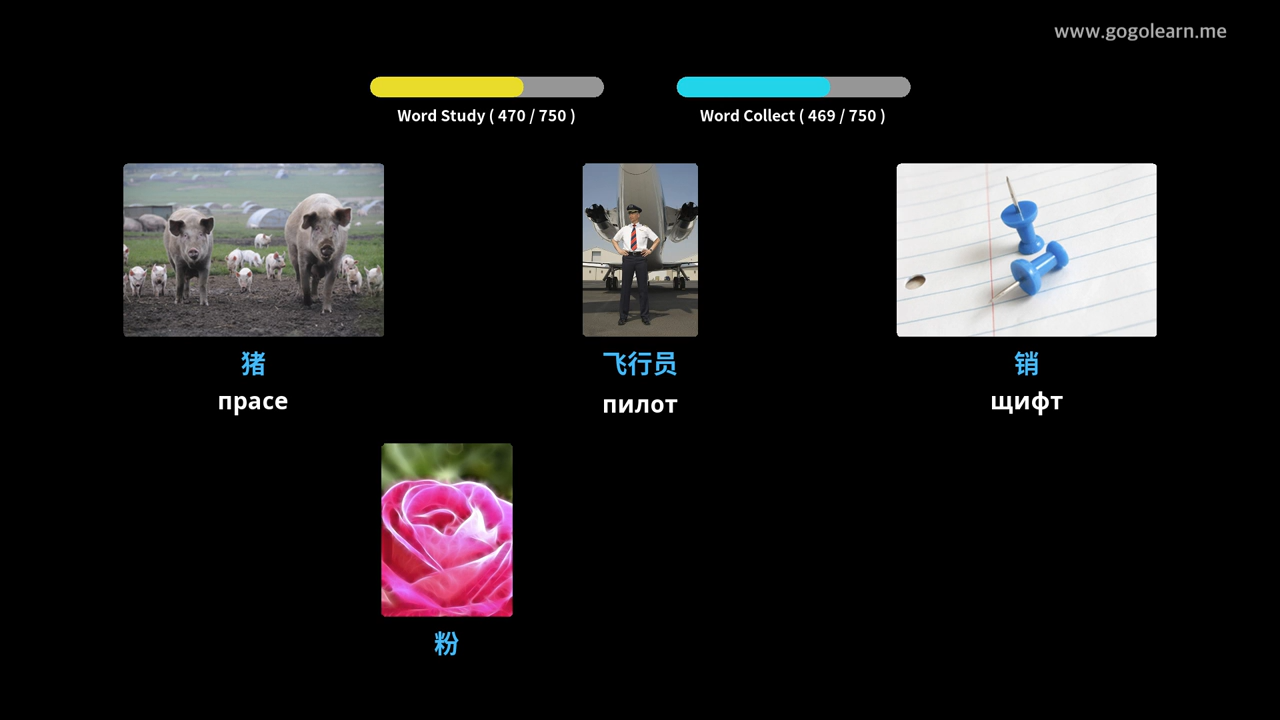 www.gogolearn.me
Word Study ( 470 / 750 )
Word Collect ( 469 / 750 )
猪
прасе
飞行员
пилот
销
щифт
粉